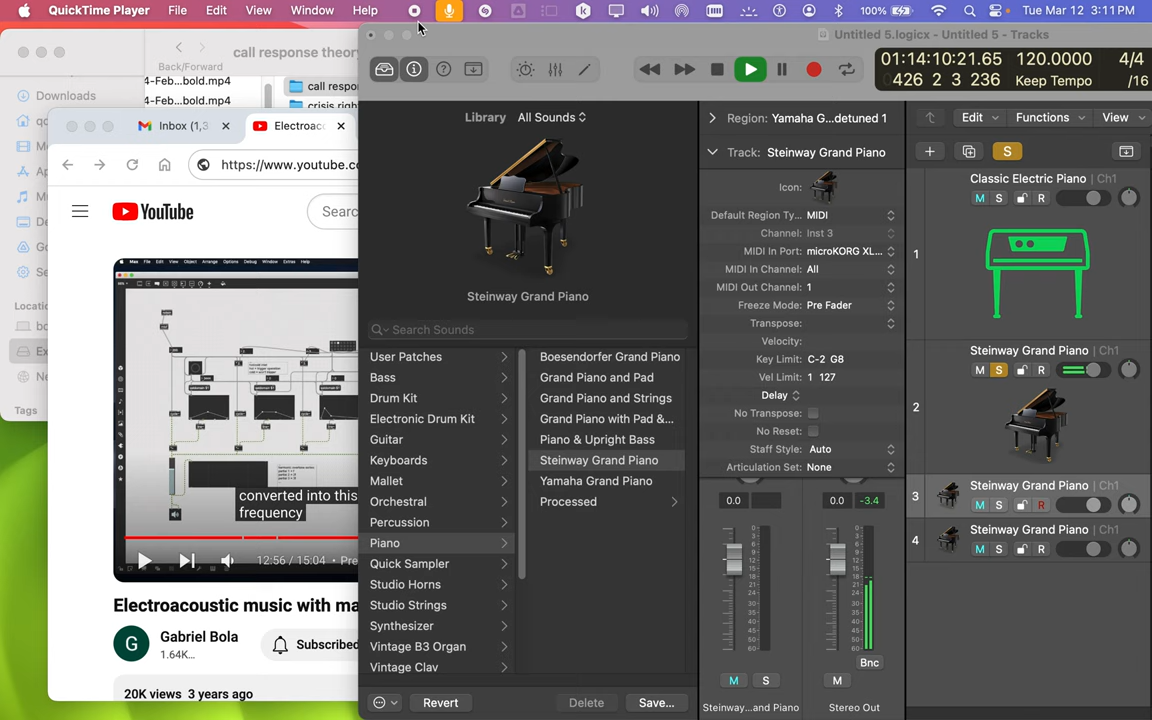 QuickTime Player File Edit View Window Help 100% Tue Mar 12 3:11 PM
call response theory
Back/Forward
4-Feb...bold.mp4
4-Feb...bold.mp4
call respo
crisis righ
Downloads
Locatio
Tags
Inbox (1,3
Electroac
https://www.youtube.cc
YouTube
Searc
converted into this
frequency
12:56 / 15:04 • Pre
Electroacoustic music with ma
G
Gabriel Bola
1.64K...
Subscribed
20K views 3 years ago
Untitled 5.logicx - Untitled 5 - Tracks
01:14:10:21.65 120.0000 4/4
426 2 3 236 Keep Tempo /16
Library All Sounds
Steinway Grand Piano
Search Sounds
User Patches
Bass
Drum Kit
Electronic Drum Kit
Guitar
Keyboards
Mallet
Orchestral
Percussion
Piano
Quick Sampler
Studio Horns
Studio Strings
Synthesizer
Vintage B3 Organ
Vintage Clav
Boesendorfer Grand Piano
Grand Piano and Pad
Grand Piano and Strings
Grand Piano with Pad &...
Piano & Upright Bass
Steinway Grand Piano
Yamaha Grand Piano
Processed
Revert Delete Save...
Region: Yamaha G...detuned 1
Track: Steinway Grand Piano
Icon:
Default Region Ty... MIDI
Channel: Inst 3
MIDI In Port: microKORG XL...
MIDI In Channel: All
MIDI Out Channel: 1
Freeze Mode: Pre Fader
Transpose:
Velocity:
Key Limit: C-2 G8
Vel Limit: 1 127
Delay
No Transpose:
No Reset:
Staff Style: Auto
Articulation Set: None
0.0 0.0 -3.4
Bnc
M S M
Steinway...and Piano Stereo Out
Edit Functions View
S
Classic Electric Piano | Ch1
M S R
1
Steinway Grand Piano | Ch1
M S R
2
Steinway Grand Piano | Ch1
3 M S R
Steinway Grand Piano | Ch1
4 M S R